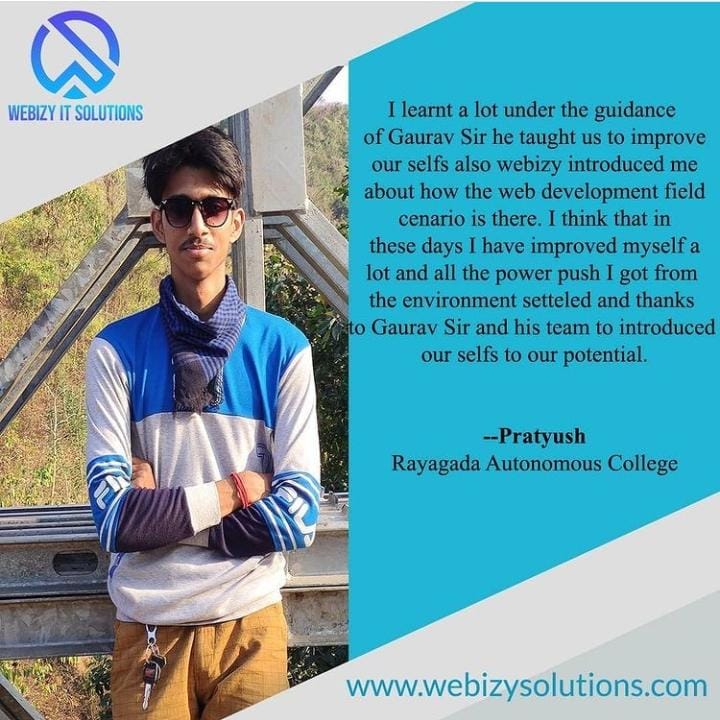 WEBIZY IT SOLUTIONS
I learnt a lot under the guidance
of Gaurav Sir he taught us to improve
our selfs also webizy introduced me
about how the web development field
cenario is there. I think that in
these days I have improved myself a
lot and all the power push I got from
the environment setteled and thanks
to Gaurav Sir and his team to introduced
our selfs to our potential.
--Pratyush
Rayagada Autonomous College
www.webizysolutions.com